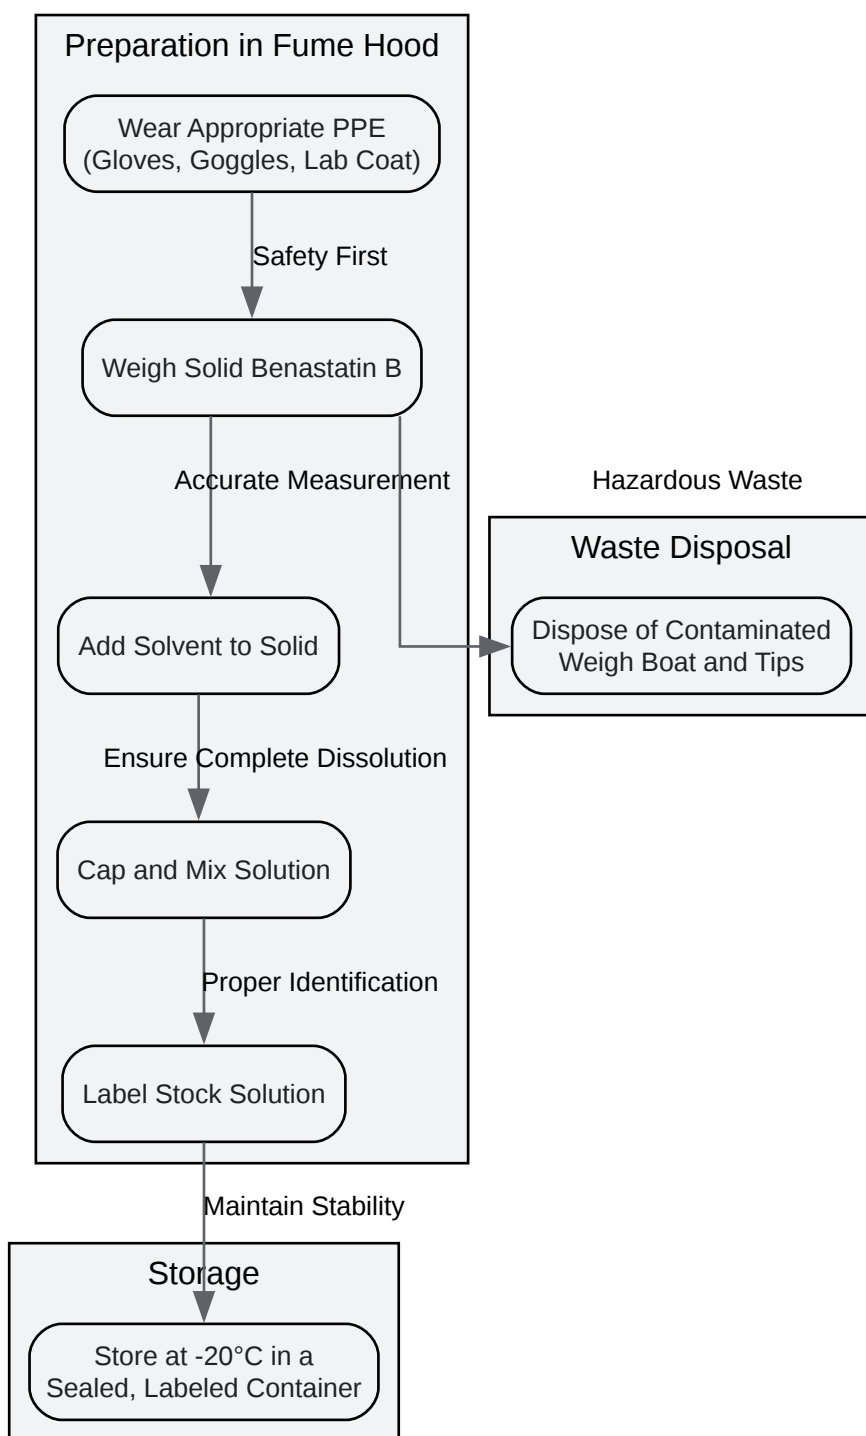 Preparation in Fume Hood
Wear Appropriate PPE
(Gloves, Goggles, Lab Coat)
Safety First
Weigh Solid Benastatin B
Accurate Measurement
Hazardous Waste
Waste Disposal
Dispose of Contaminated
Weigh Boat and Tips
Add Solvent to Solid
Ensure Complete Dissolution
Cap and Mix Solution
Proper Identification
Label Stock Solution
Maintain Stability
Storage
Store at -20°C in a
Sealed, Labeled Container